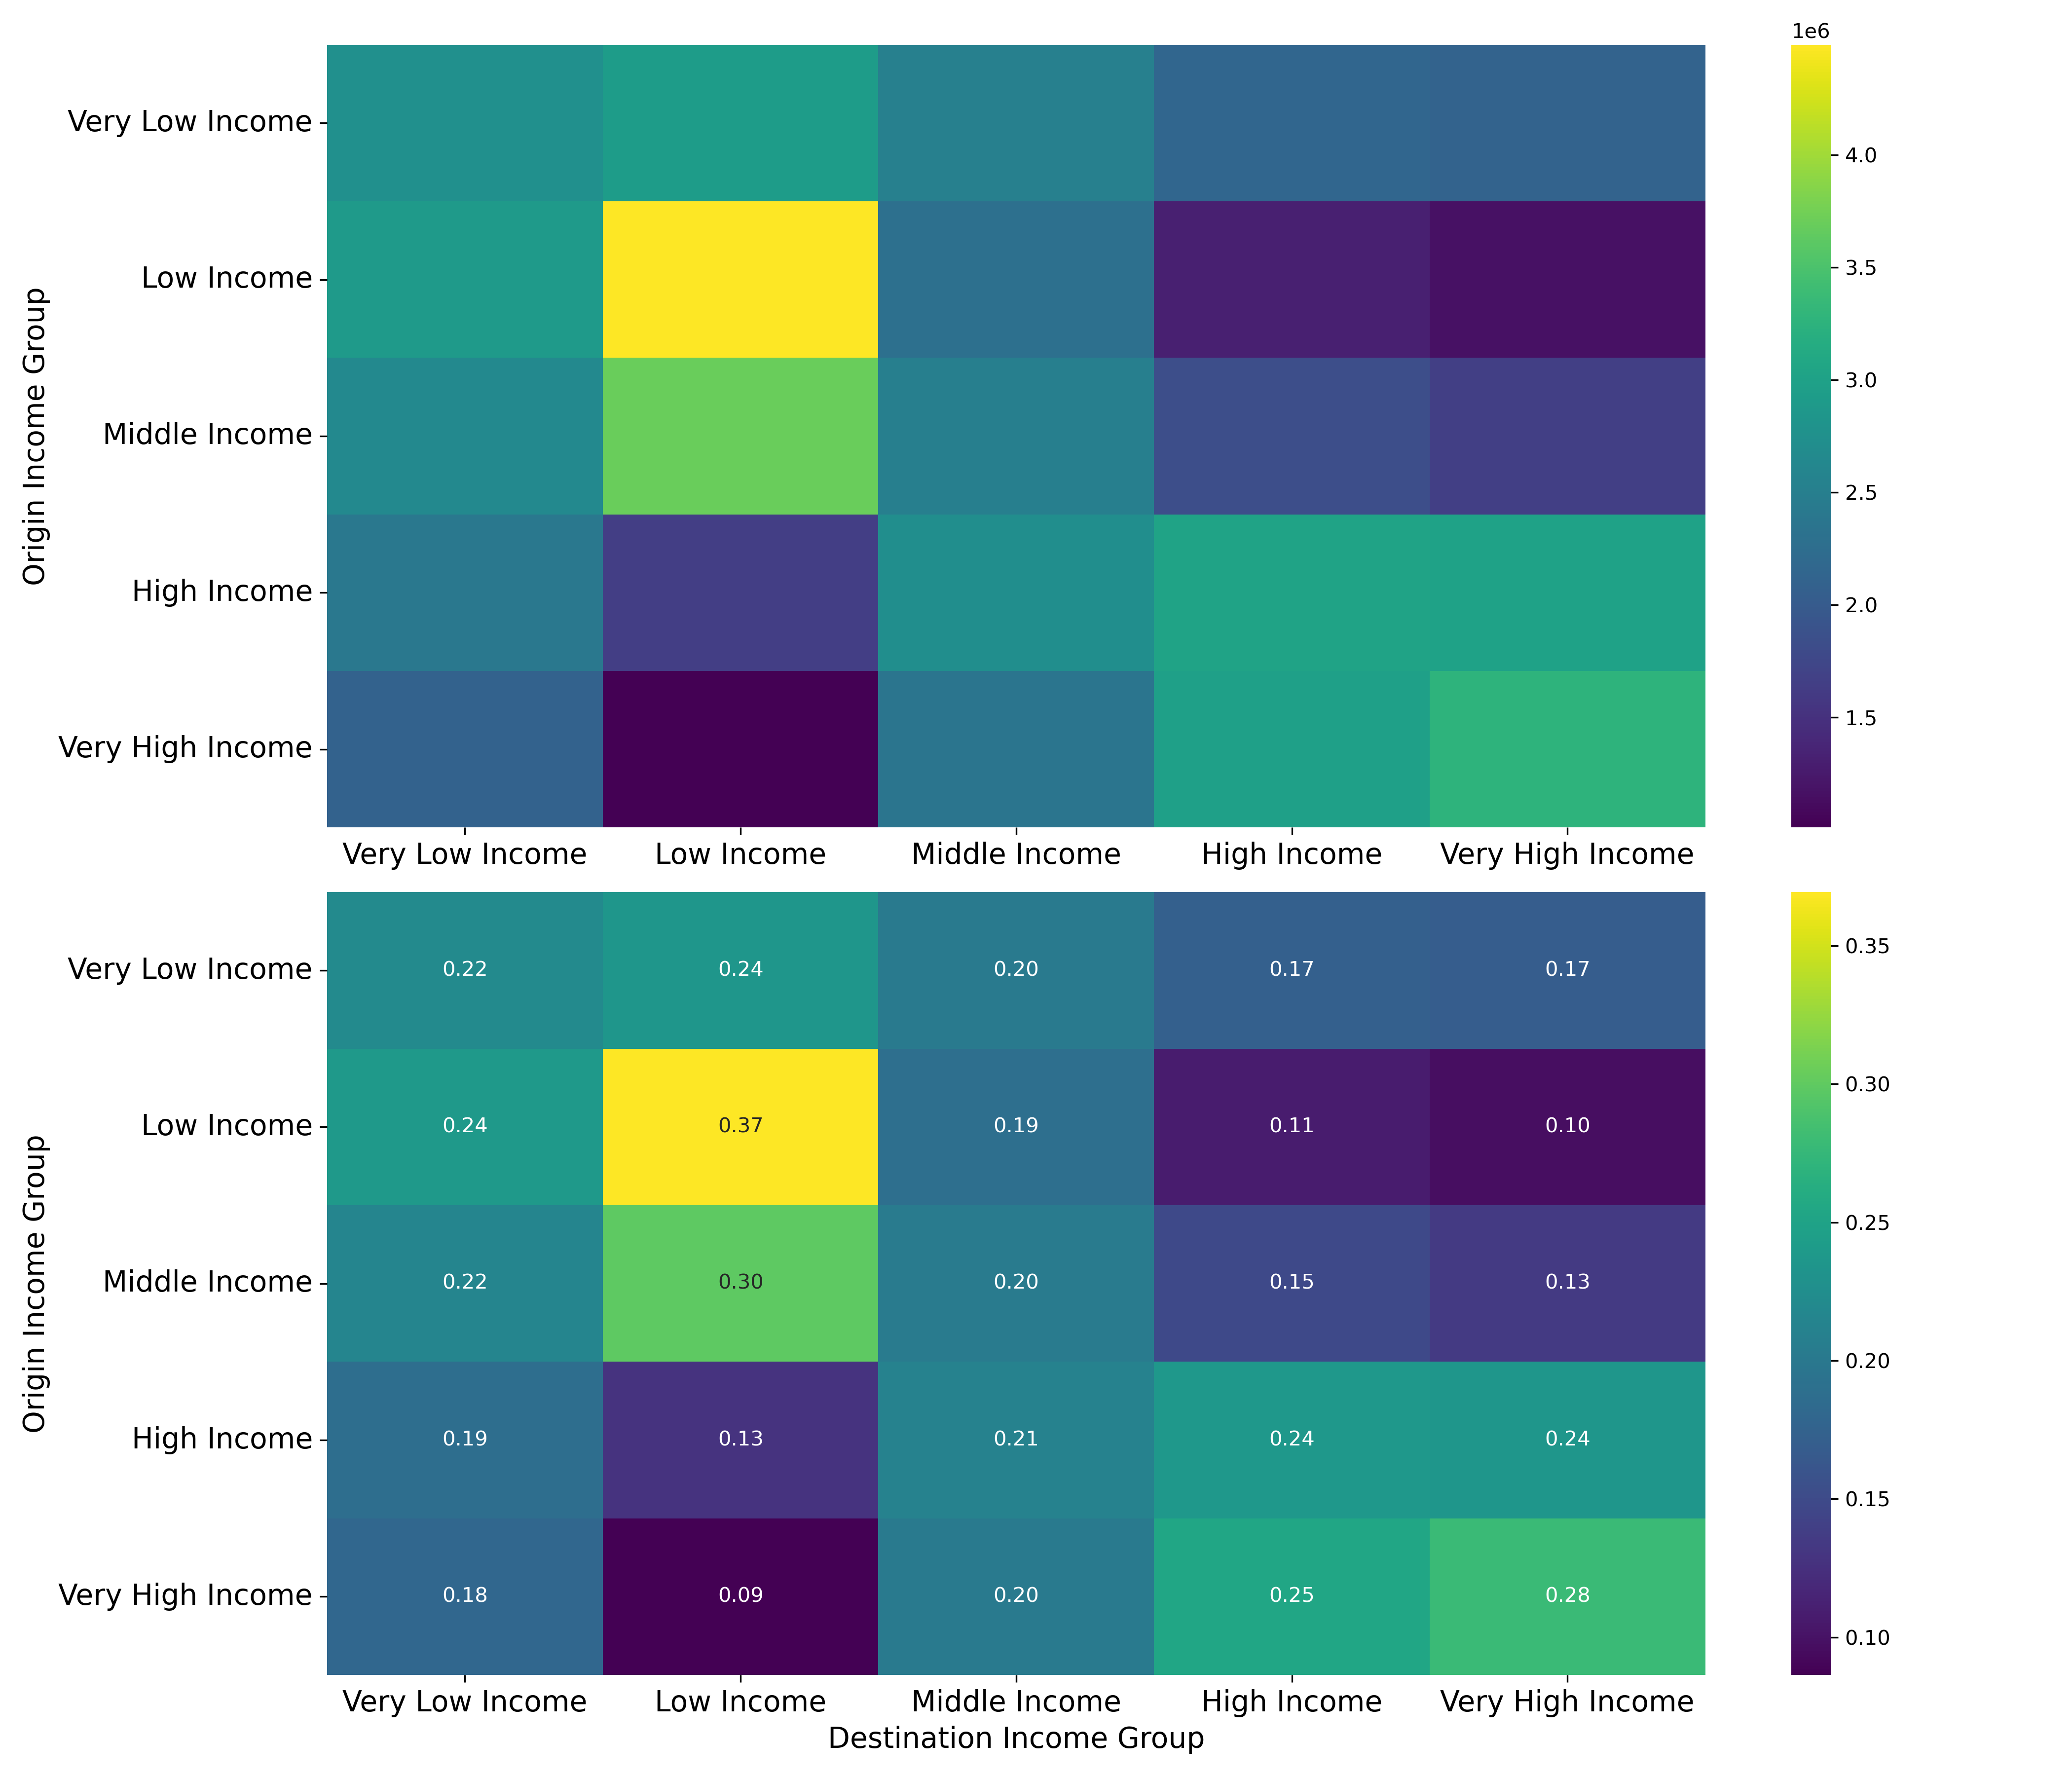 1e6
Very Low Income
Low Income
Middle Income
High Income
Very High Income
Origin Income Group
4.0
3.5
3.0
2.5
2.0
1.5
Very Low Income Low Income Middle Income High Income Very High Income
Very Low Income 0.22 0.24 0.20 0.17 0.17
Low Income 0.24 0.37 0.19 0.11 0.10
Middle Income 0.22 0.30 0.20 0.15 0.13
High Income 0.19 0.13 0.21 0.24 0.24
Very High Income 0.18 0.09 0.20 0.25 0.28
Origin Income Group
0.35
0.30
0.25
0.20
0.15
0.10
Very Low Income Low Income Middle Income High Income Very High Income
Destination Income Group